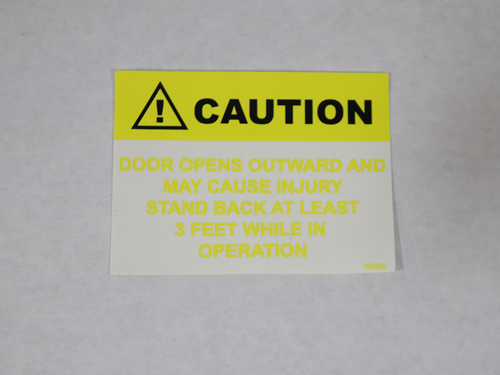 CAUTION
DOOR OPENS OUTWARD AND
MAY CAUSE INJURY
STAND BACK AT LEAST
3 FEET WHILE IN
OPERATION